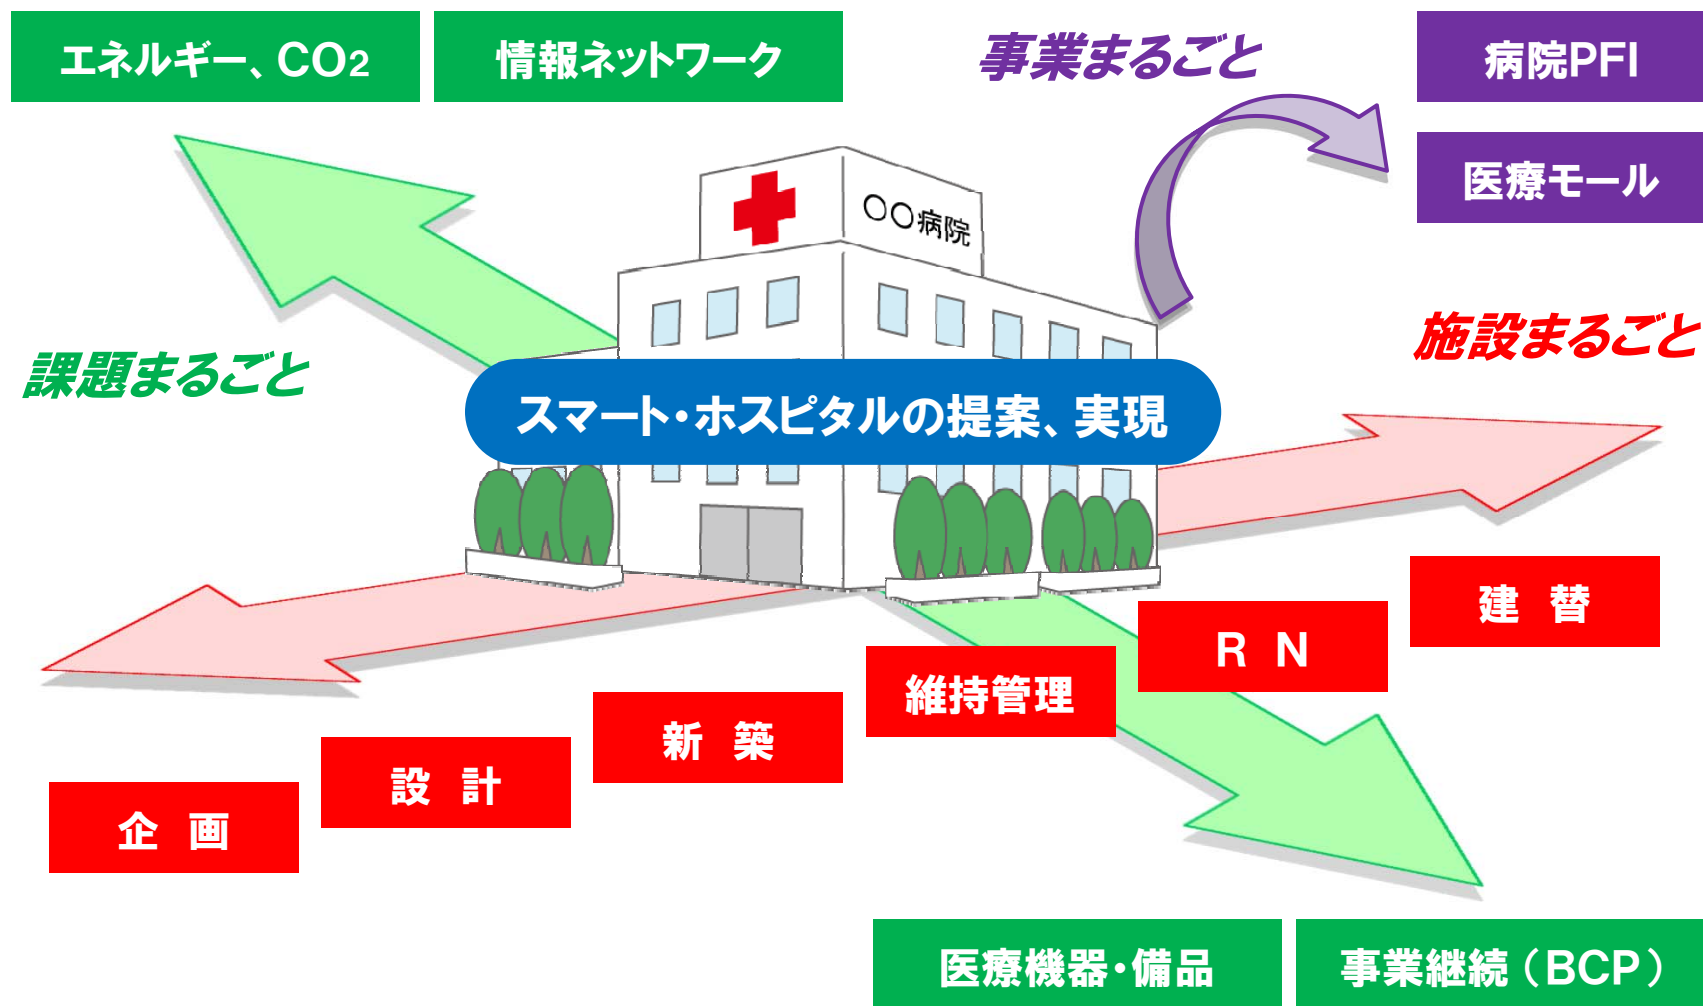 エネルギー、CO2
情報ネットワーク
事業まるごと
病院PFI
医療モール
〇〇病院
施設まるごと
課題まるごと
スマート・ホスピタルの提案、実現
建 替
R N
維持管理
新 築
設 計
企 画
医療機器・備品
事業継続(BCP)